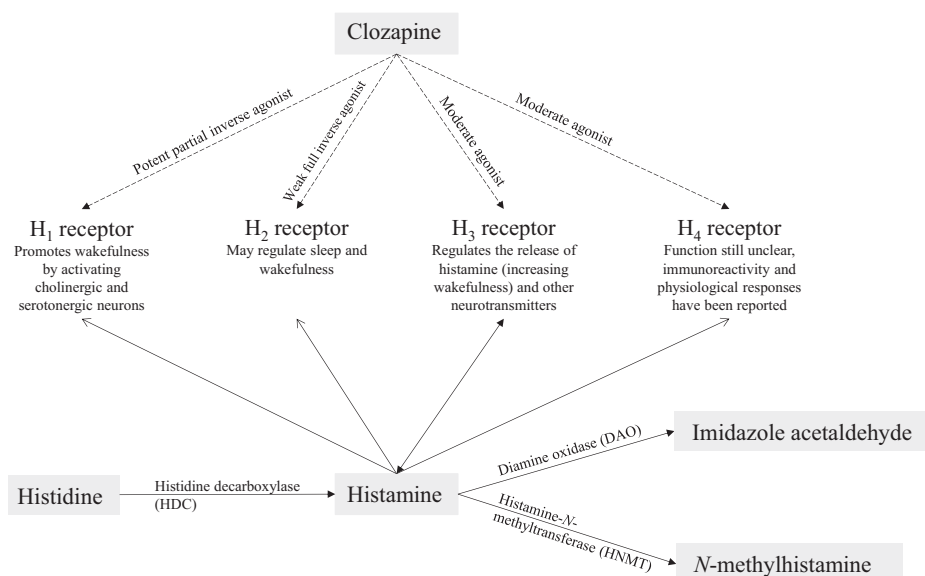 Clozapine
Potent partial inverse agonist
Weak full inverse agonist
Moderate agonist
Moderate agonist
H₁ receptor
Promotes wakefulness
by activating
cholinergic and
serotonergic neurons
H₂ receptor
May regulate sleep and
wakefulness
H₃ receptor
Regulates the release of
histamine (increasing
wakefulness) and other
neurotransmitters
H₄ receptor
Function still unclear,
immunoreactivity and
physiological responses
have been reported
Histidine
Histidine decarboxylase
(HDC)
Histamine
Diamine oxidase (DAO)
Imidazole acetaldehyde
Histamine-N-
methyltransferase (HNMT)
N-methylhistamine